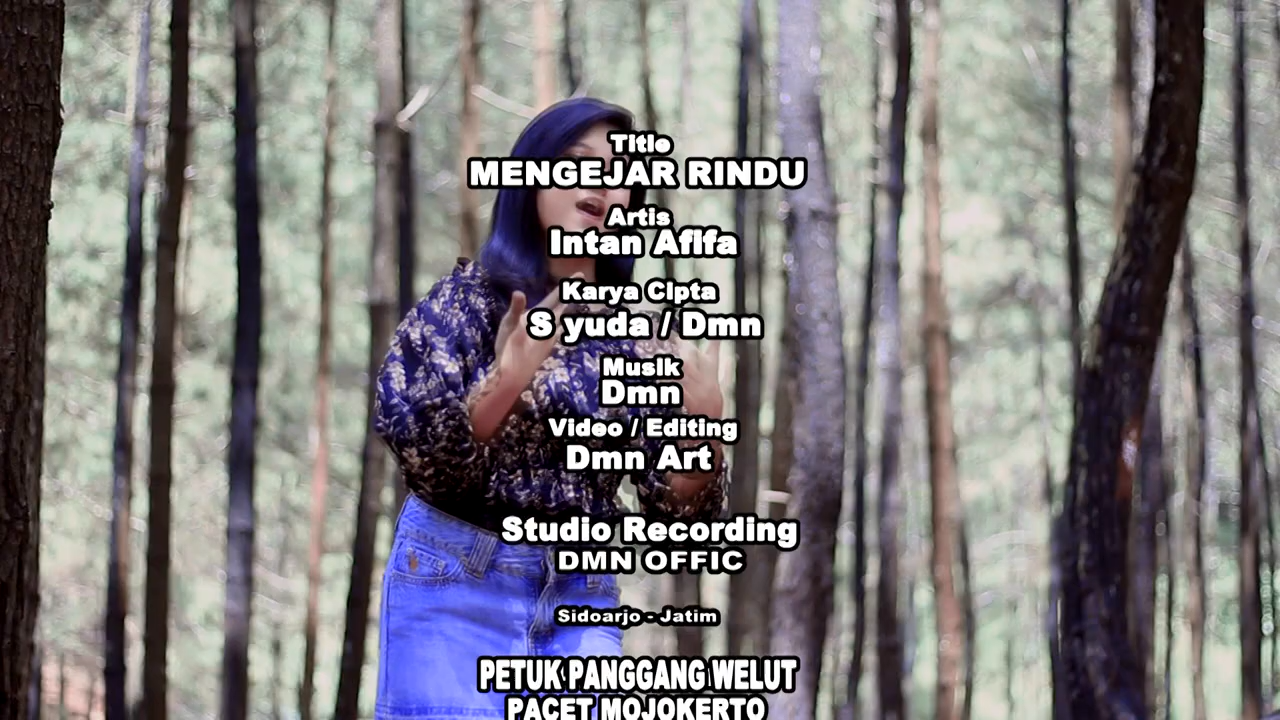 Title
MENGEJAR RINDU
Artis
Intan Afifa
Karya Cipta
S yuda / Dmn
Musik
Dmn
Video / Editing
Dmn Art
Studio Recording
DMN OFFIC
Sidoarjo - Jatim
PETUK PANGGANG WELUT
PACET MOJOKERTO